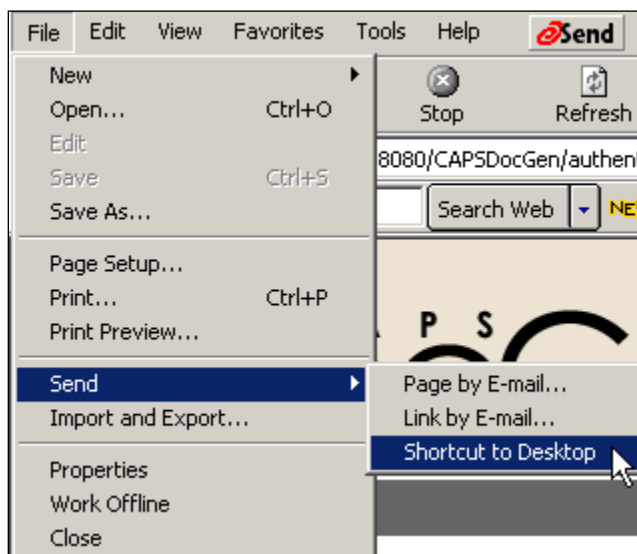 File Edit View Favorites Tools Help eSend
New
Open... Ctrl+O
Edit
Save Ctrl+S
Save As...
Page Setup...
Print... Ctrl+P
Print Preview...
Send
Import and Export...
Properties
Work Offline
Close
Stop Refresh
8080/CAPSDocGen/authen
Search Web
P S
Page by E-mail...
Link by E-mail...
Shortcut to Desktop